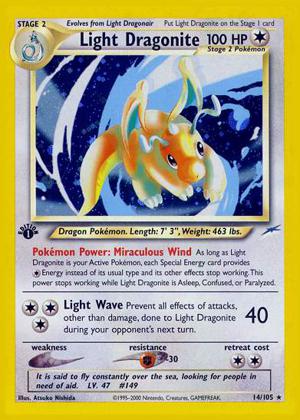 STAGE 2 Evolves from Light Dragonair Put Light Dragonite on the Stage 1 card
Light Dragonite 100 HP
Stage 2 Pokémon
Dragon Pokémon. Length: 7' 3", Weight: 463 lbs.
EDITION
1
Pokémon Power: Miraculous Wind As long as Light
Dragonite is your Active Pokémon, each Special Energy card provides
Energy instead of its usual type and its other effects stop working. This
power stops working while Light Dragonite is Asleep, Confused, or Paralyzed.
Light Wave Prevent all effects of attacks,
other than damage, done to Light Dragonite
during your opponent's next turn.
40
weakness resistance retreat cost
30
It is said to fly constantly over the immense seas, looking for those
in need of aid. LV. 47 #149
Illus. Atsuko Nishida ©1995-2000 Nintendo, Creatures, GAMEFREAK. 14/105 ★